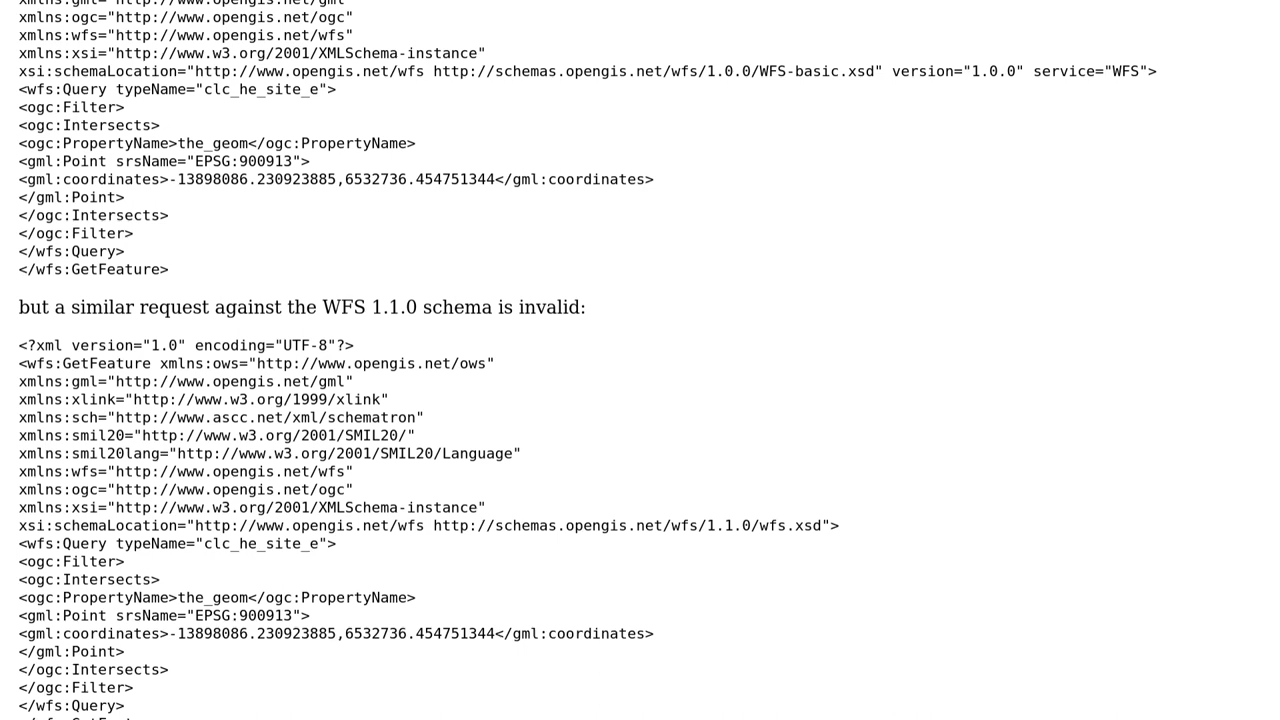 xmlns:gml="http://www.opengis.net/gml"
xmlns:ogc="http://www.opengis.net/ogc"
xmlns:wfs="http://www.opengis.net/wfs"
xmlns:xsi="http://www.w3.org/2001/XMLSchema-instance"
xsi:schemaLocation="http://www.opengis.net/wfs http://schemas.opengis.net/wfs/1.0.0/WFS-basic.xsd" version="1.0.0" service="WFS">
<wfs:Query typeName="clc_he_site_e">
<ogc:Filter>
<ogc:Intersects>
<ogc:PropertyName>the_geom</ogc:PropertyName>
<gml:Point srsName="EPSG:900913">
<gml:coordinates>-13898086.230923885,6532736.454751344</gml:coordinates>
</gml:Point>
</ogc:Intersects>
</ogc:Filter>
</wfs:Query>
</wfs:GetFeature>
but a similar request against the WFS 1.1.0 schema is invalid:
<?xml version="1.0" encoding="UTF-8"?>
<wfs:GetFeature xmlns:ows="http://www.opengis.net/ows"
xmlns:gml="http://www.opengis.net/gml"
xmlns:xlink="http://www.w3.org/1999/xlink"
xmlns:sch="http://www.ascc.net/xml/schematron"
xmlns:smil20="http://www.w3.org/2001/SMIL20/"
xmlns:smil20lang="http://www.w3.org/2001/SMIL20/Language"
xmlns:wfs="http://www.opengis.net/wfs"
xmlns:ogc="http://www.opengis.net/ogc"
xmlns:xsi="http://www.w3.org/2001/XMLSchema-instance"
xsi:schemaLocation="http://www.opengis.net/wfs http://schemas.opengis.net/wfs/1.1.0/wfs.xsd">
<wfs:Query typeName="clc_he_site_e">
<ogc:Filter>
<ogc:Intersects>
<ogc:PropertyName>the_geom</ogc:PropertyName>
<gml:Point srsName="EPSG:900913">
<gml:coordinates>-13898086.230923885,6532736.454751344</gml:coordinates>
</gml:Point>
</ogc:Intersects>
</ogc:Filter>
</wfs:Query>